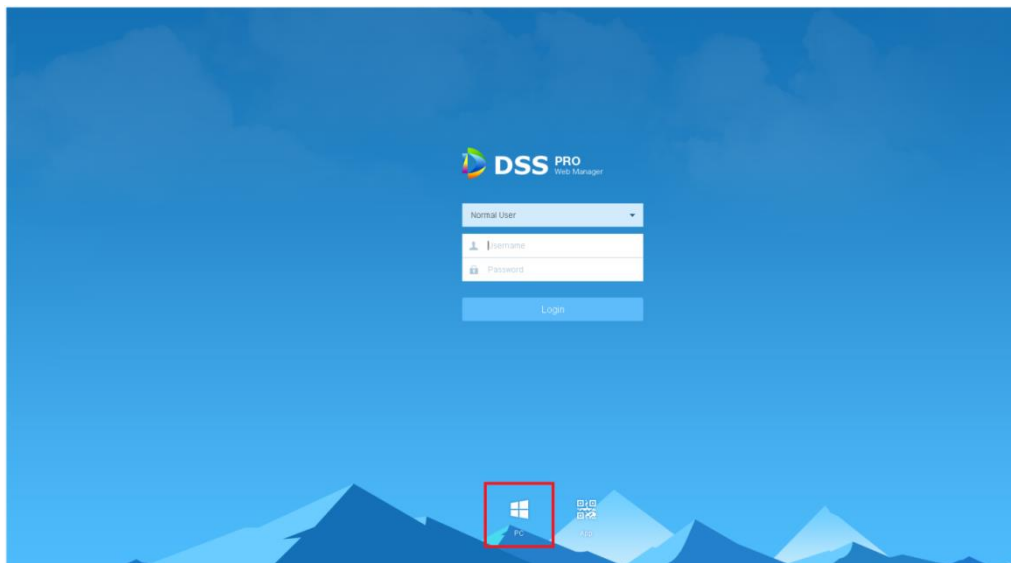 DSS PRO
Web Manager
Normal User
Username
Password
Login
PC
App